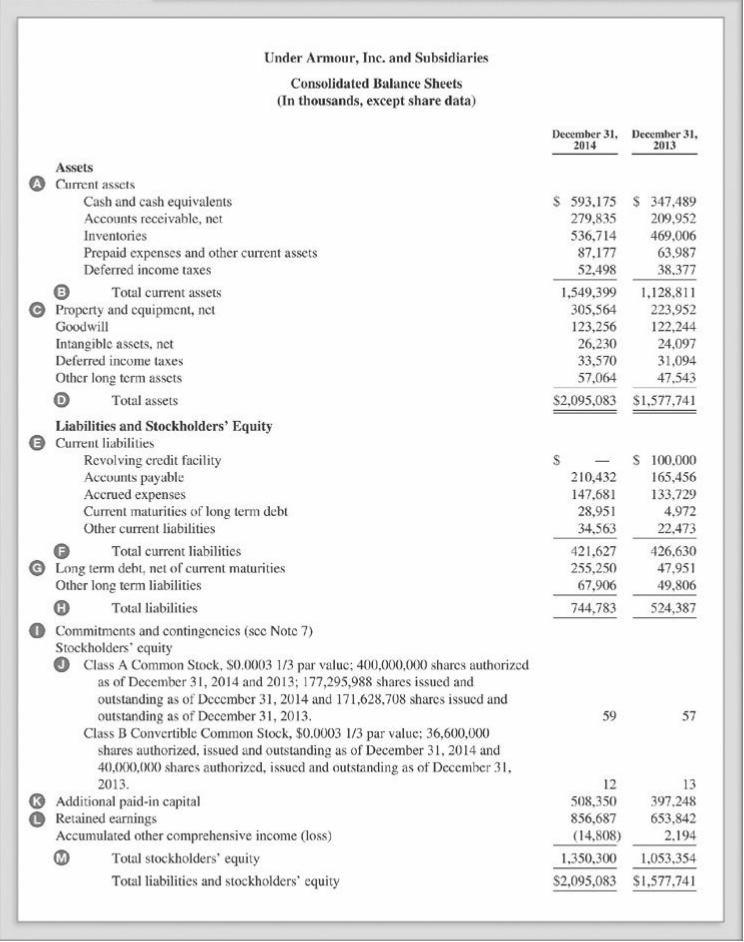 Under Armour, Inc. and Subsidiaries
Consolidated Balance Sheets
(In thousands, except share data)
December 31, 2014 December 31, 2013
Assets
A Current assets
Cash and cash equivalents $ 593,175 $ 347,489
Accounts receivable, net 279,835 209,952
Inventories 536,714 469,006
Prepaid expenses and other current assets 87,177 63,987
Deferred income taxes 52,498 38,377
B Total current assets 1,549,399 1,128,811
C Property and equipment, net 305,564 223,952
Goodwill 123,256 122,244
Intangible assets, net 26,230 24,097
Deferred income taxes 33,570 31,094
Other long term assets 57,064 47,543
D Total assets $2,095,083 $1,577,741
Liabilities and Stockholders' Equity
E Current liabilities
Revolving credit facility $ — $ 100,000
Accounts payable 210,432 165,456
Accrued expenses 147,681 133,729
Current maturities of long term debt 28,951 4,972
Other current liabilities 34,563 22,473
F Total current liabilities 421,627 426,630
G Long term debt, net of current maturities 255,250 47,951
Other long term liabilities 67,906 49,806
H Total liabilities 744,783 524,387
I Commitments and contingencies (see Note 7)
Stockholders' equity
J Class A Common Stock, $0.0003 1/3 par value; 400,000,000 shares authorized
as of December 31, 2014 and 2013; 177,295,988 shares issued and
outstanding as of December 31, 2014 and 171,628,708 shares issued and
outstanding as of December 31, 2013. 59 57
Class B Convertible Common Stock, $0.0003 1/3 par value; 36,600,000
shares authorized, issued and outstanding as of December 31, 2014 and
40,000,000 shares authorized, issued and outstanding as of December 31,
2013. 12 13
K Additional paid-in capital 508,350 397,248
L Retained earnings 856,687 653,842
Accumulated other comprehensive income (loss) (14,808) 2,194
M Total stockholders' equity 1,350,300 1,053,354
Total liabilities and stockholders' equity $2,095,083 $1,577,741